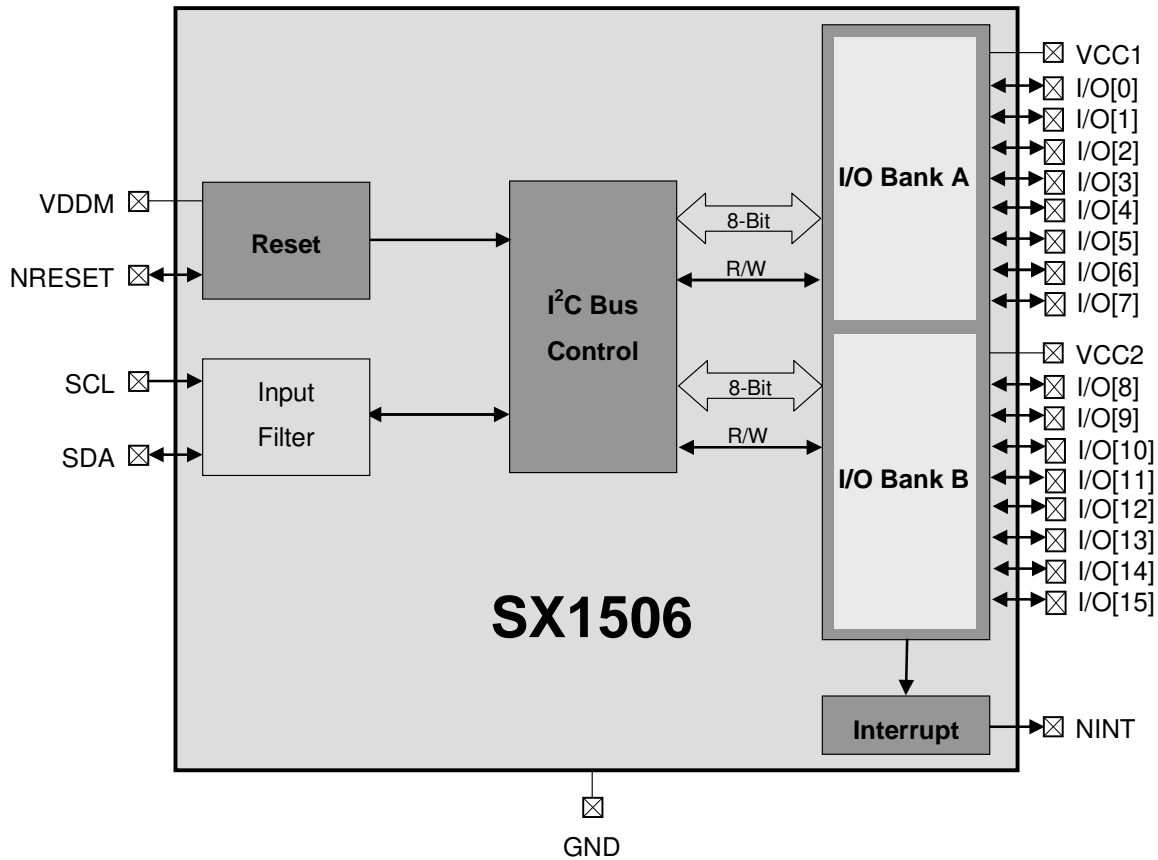 VDDM
NRESET
SCL
SDA
Reset
Input
Filter
I²C Bus
Control
8-Bit
R/W
8-Bit
R/W
I/O Bank A
I/O Bank B
VCC1
I/O[0]
I/O[1]
I/O[2]
I/O[3]
I/O[4]
I/O[5]
I/O[6]
I/O[7]
VCC2
I/O[8]
I/O[9]
I/O[10]
I/O[11]
I/O[12]
I/O[13]
I/O[14]
I/O[15]
SX1506
Interrupt
NINT
GND